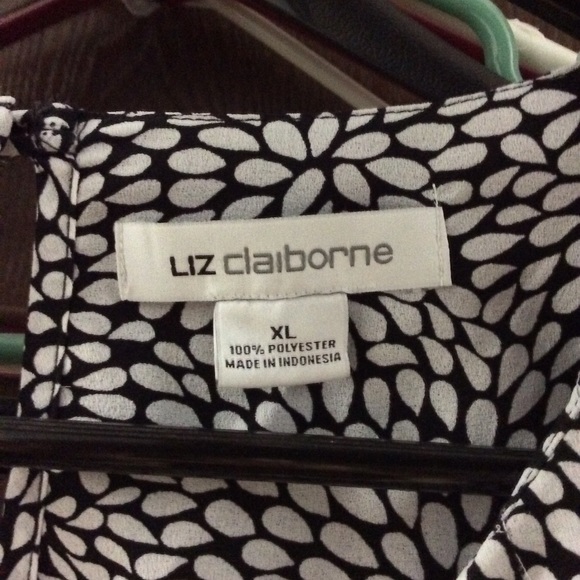 LIZ claiborne
XL
100% POLYESTER
MADE IN INDONESIA